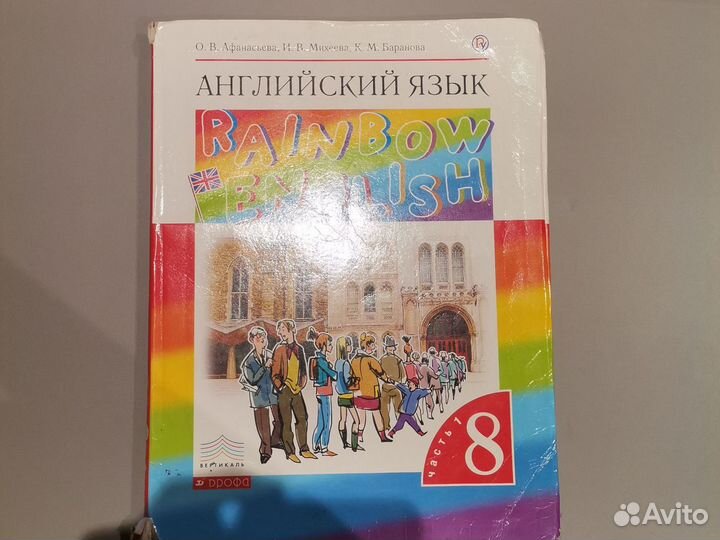 О. В. Афанасьева, И. В. Михеева, К. М. Баранова
АНГЛИЙСКИЙ ЯЗЫК
RAINBOW
ENGLISH
часть 1
8
ВЕРТИКАЛЬ
дрофа
Avito